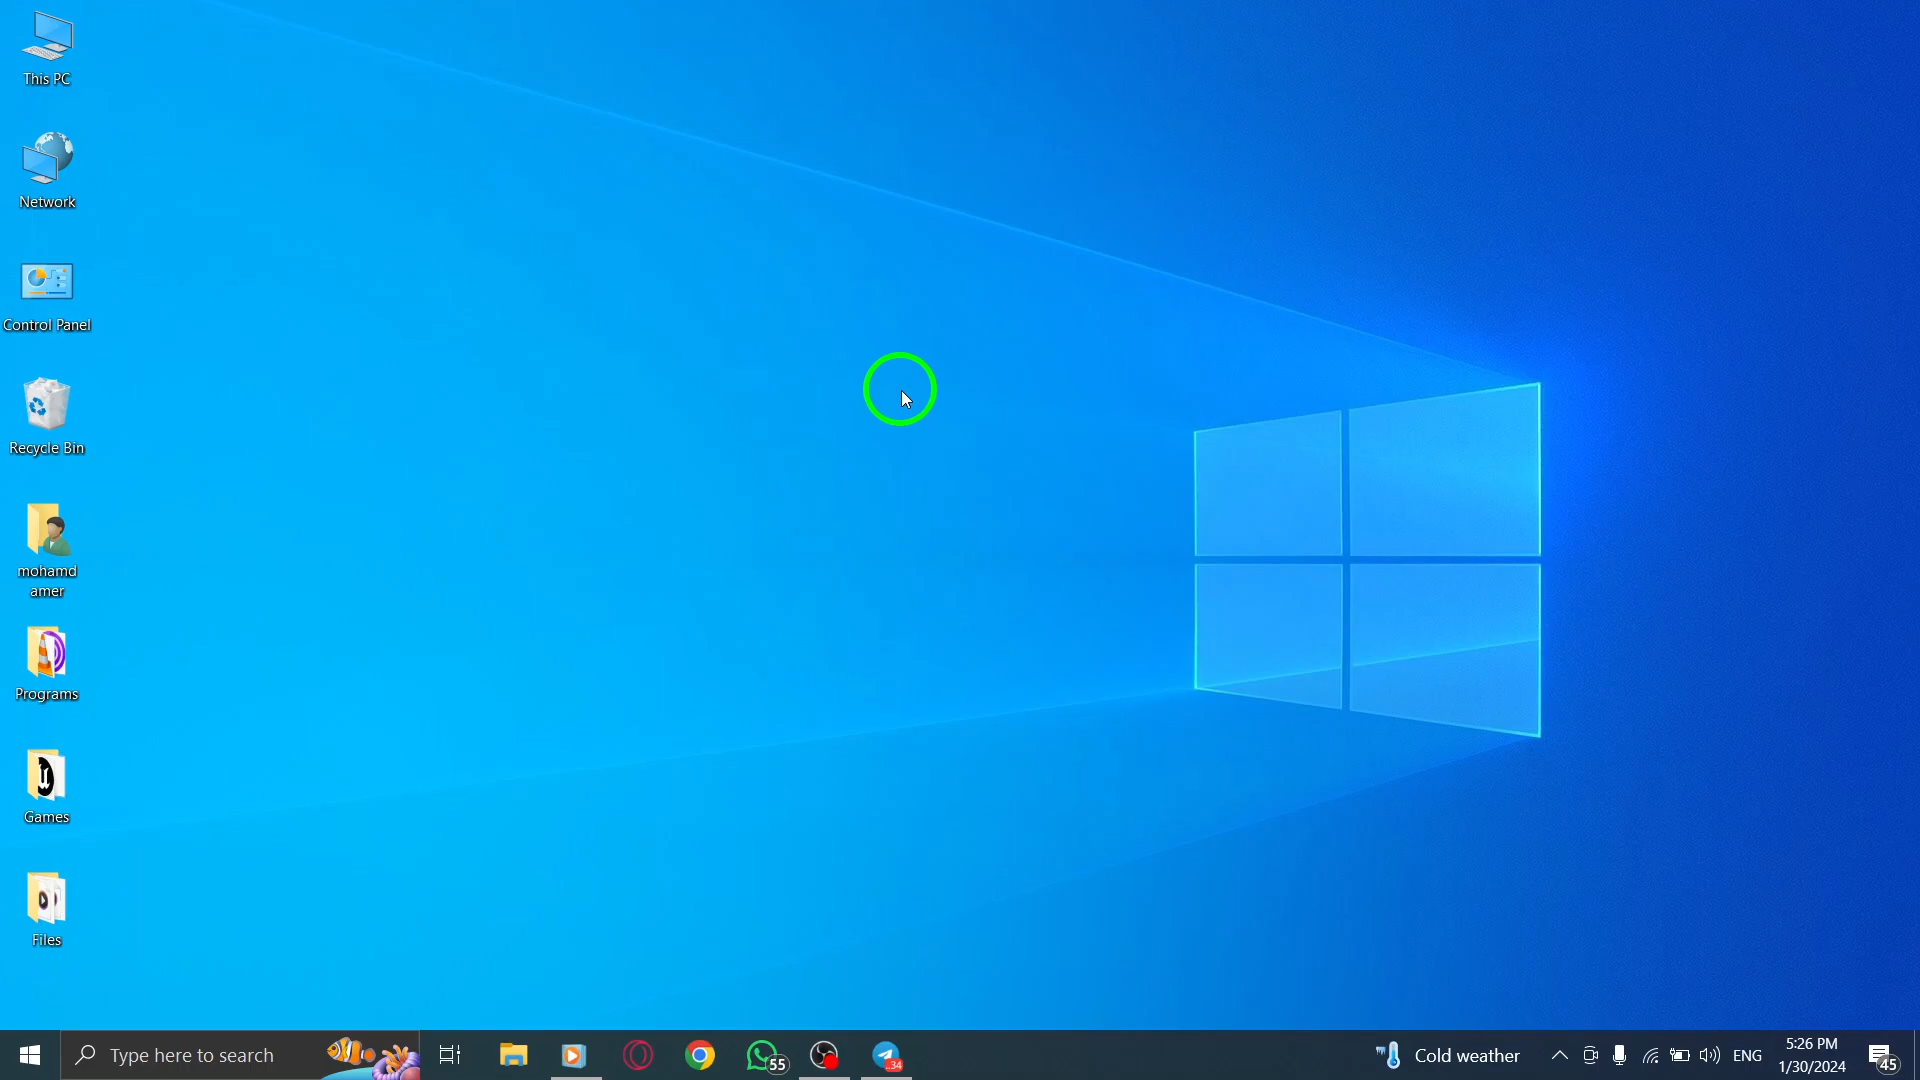 This PC
Network
Control Panel
Recycle Bin
mohamd
amer
Programs
Games
Files
Type here to search
55
..34
Cold weather
ENG
5:26 PM
1/30/2024
45